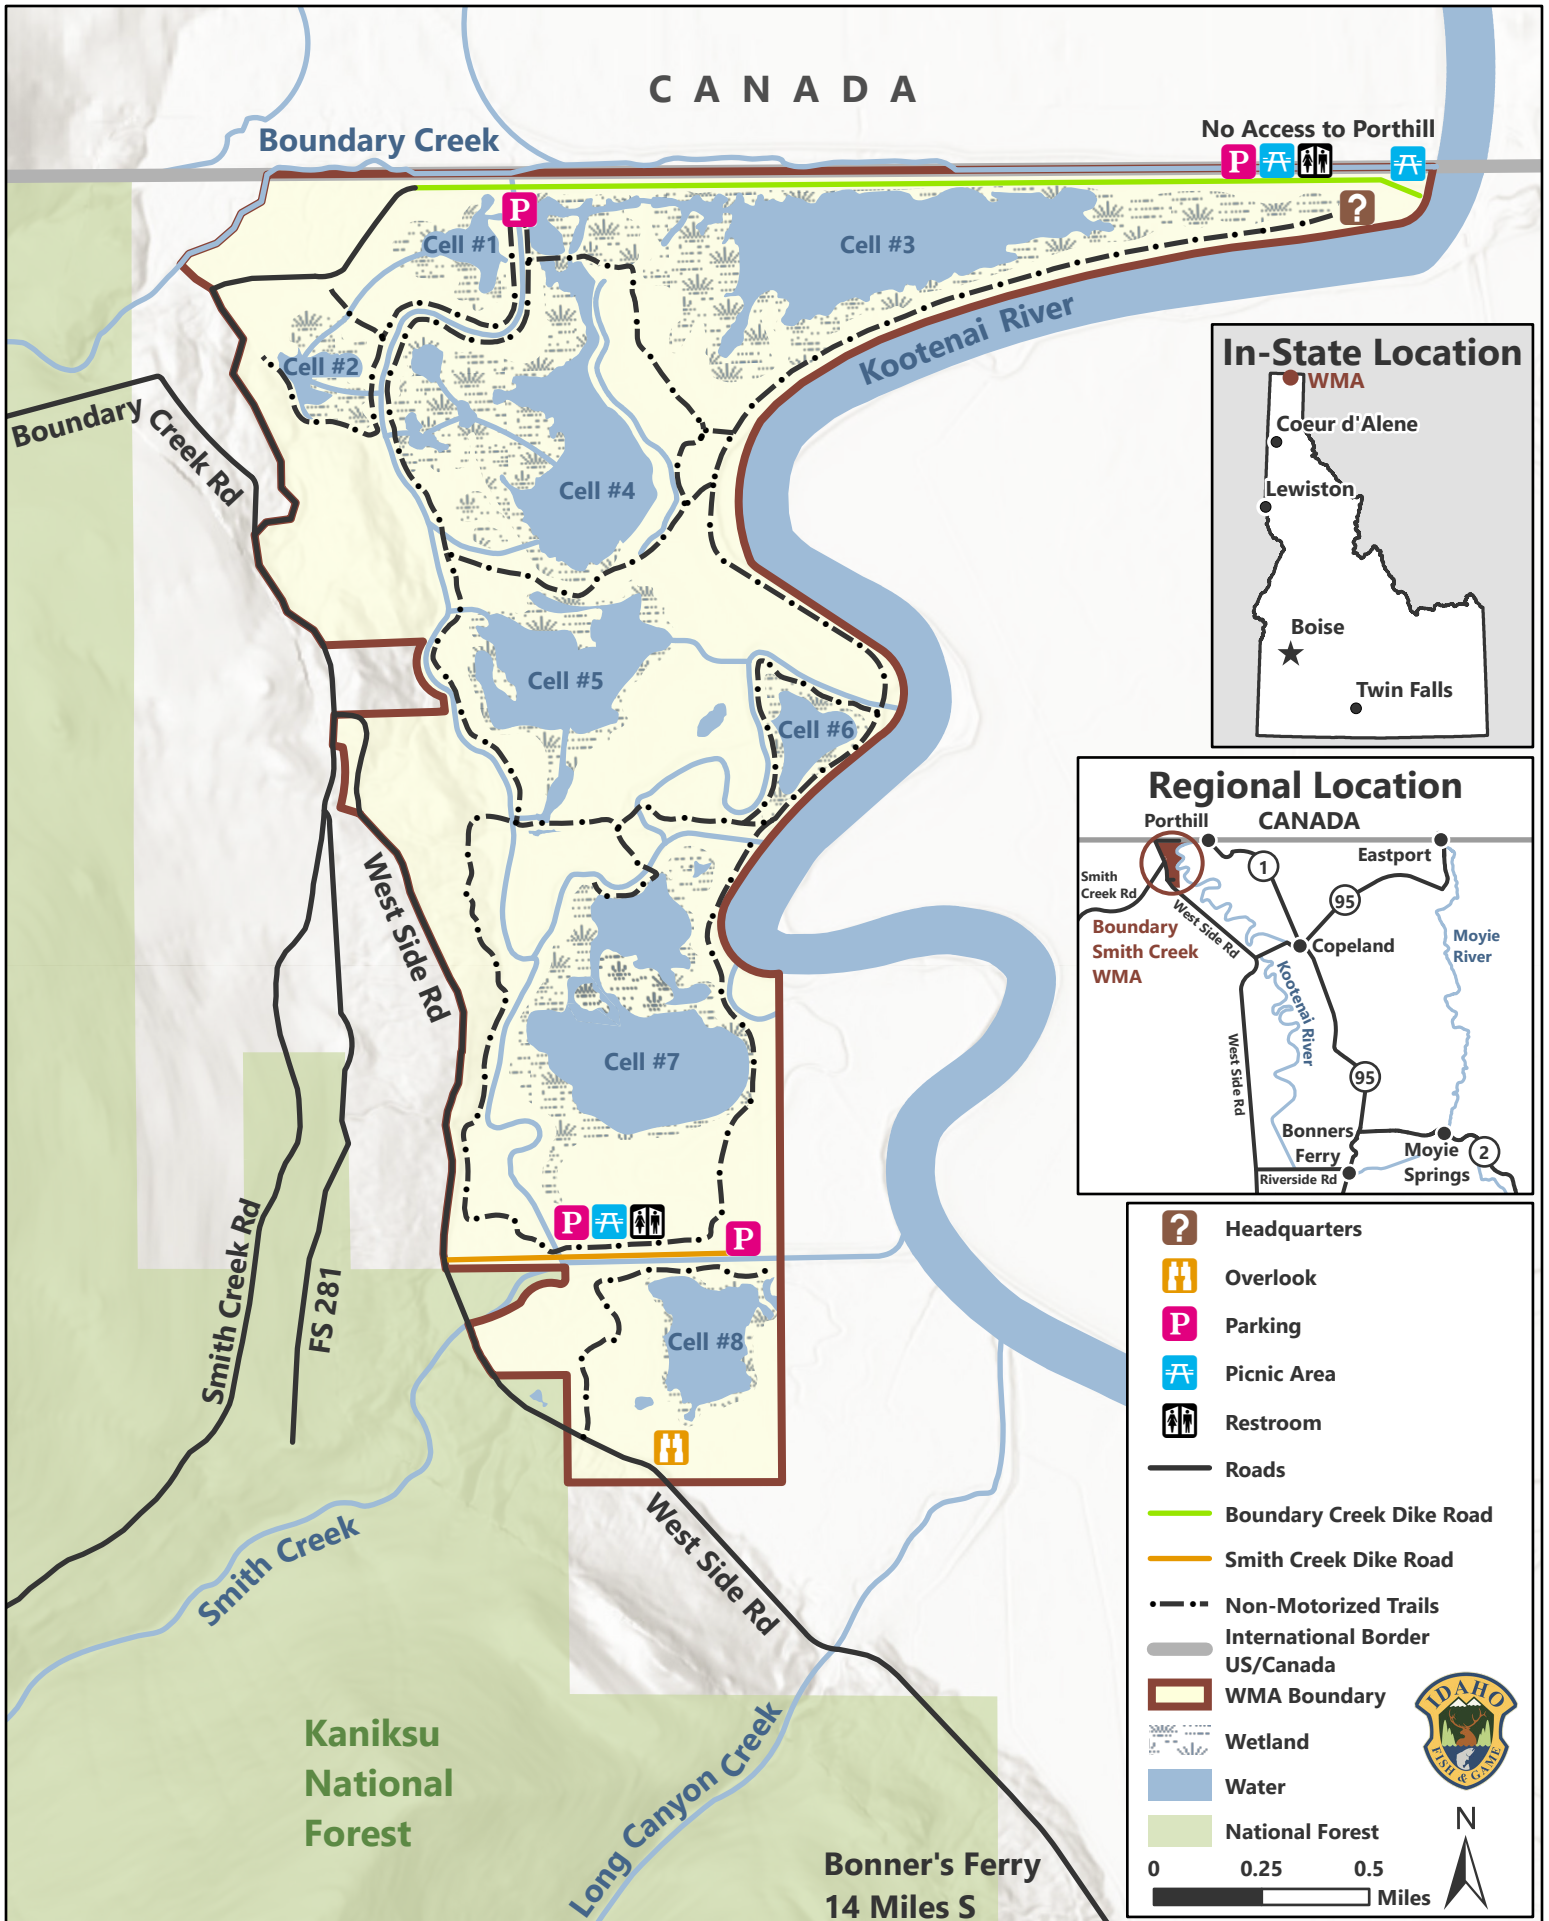 CANADA
Boundary Creek
No Access to Porthill
P
P
?
Cell #1
Cell #3
Cell #2
Kootenai River
Boundary Creek Rd
Cell #4
Cell #5
Cell #6
West Side Rd
Cell #7
P
P
Smith Creek Rd
FS 281
Cell #8
Smith Creek
West Side Rd
Kaniksu
National
Forest
Long Canyon Creek
Bonner's Ferry
14 Miles S
In-State Location
WMA
Coeur d'Alene
Lewiston
Boise
Twin Falls
Regional Location
Porthill
CANADA
Eastport
Smith
Creek Rd
1
95
West Side Rd
Boundary
Smith Creek
WMA
Copeland
Moyie
River
Kootenai River
West Side Rd
95
Bonners
Ferry
Moyie
Springs
2
Riverside Rd
? Headquarters
Overlook
P Parking
Picnic Area
Restroom
Roads
Boundary Creek Dike Road
Smith Creek Dike Road
Non-Motorized Trails
International Border
US/Canada
WMA Boundary
Wetland
Water
National Forest
IDAHO
FISH & GAME
N
0 0.25 0.5
Miles